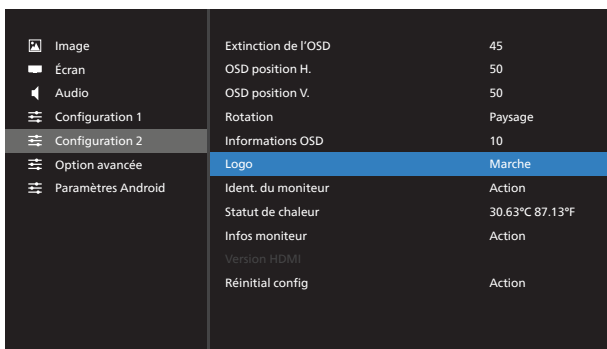 Image
Écran
Audio
Configuration 1
Configuration 2
Option avancée
Paramètres Android
Extinction de l'OSD 45
OSD position H. 50
OSD position V. 50
Rotation Paysage
Informations OSD 10
Logo Marche
Ident. du moniteur Action
Statut de chaleur 30.63°C 87.13°F
Infos moniteur Action
Version HDMI
Réinitial config Action